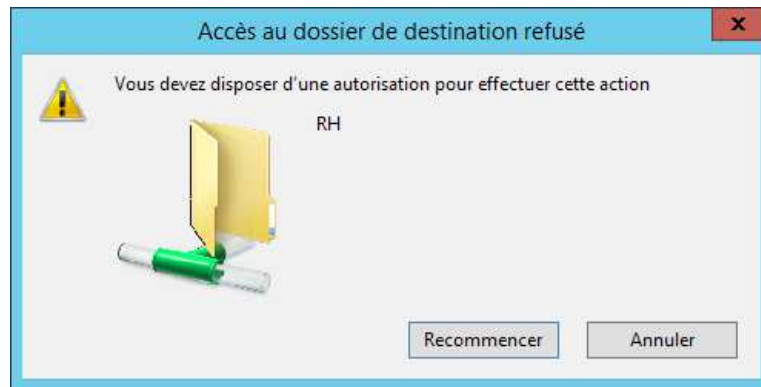 Accès au dossier de destination refusé
x
Vous devez disposer d'une autorisation pour effectuer cette action
RH
Recommencer
Annuler